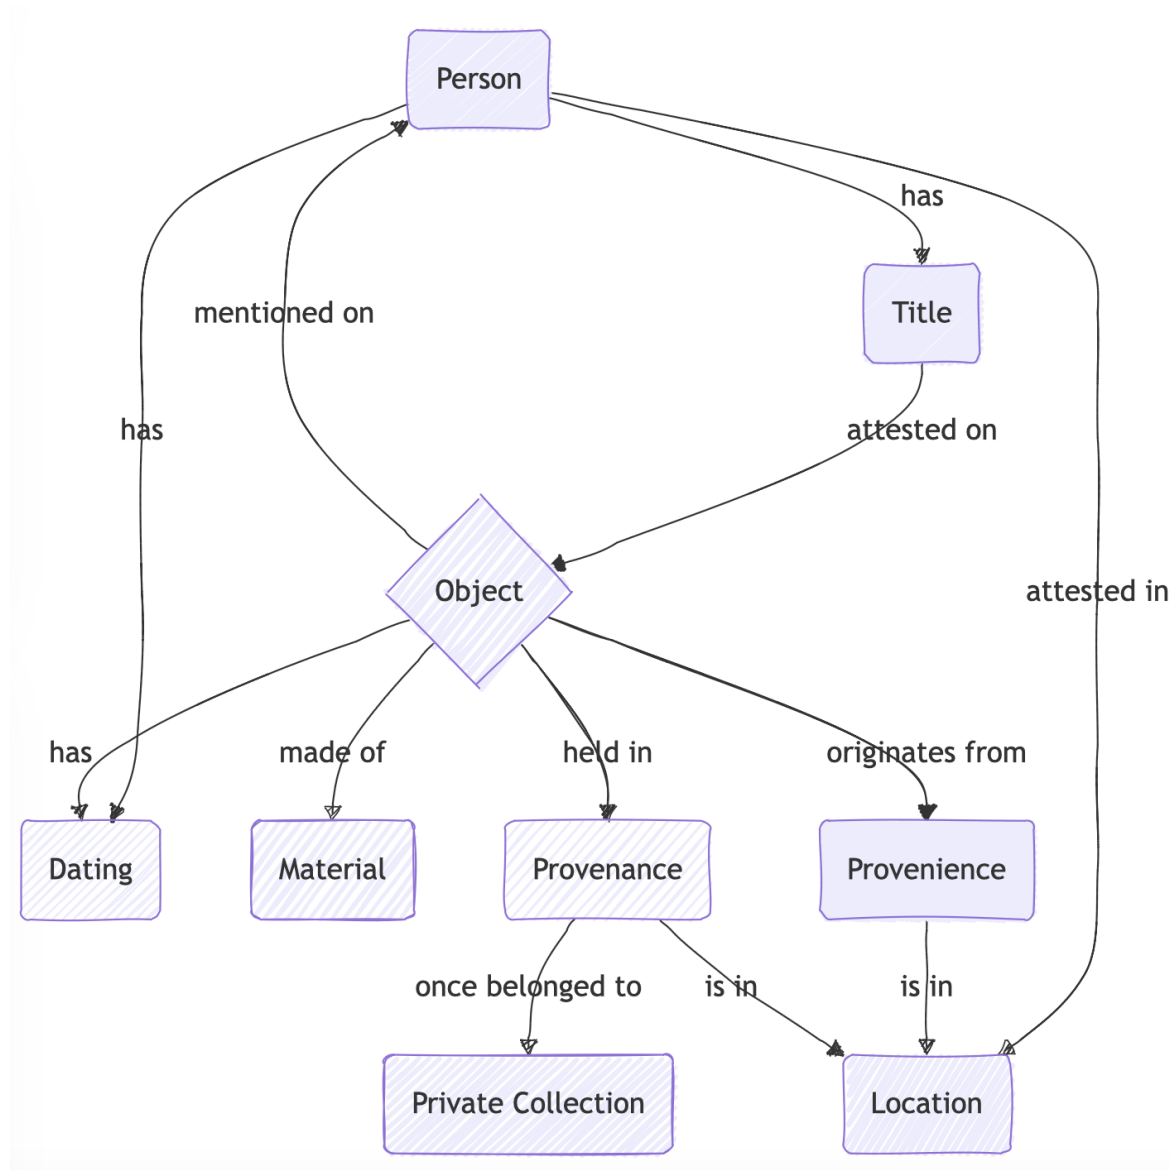 Person
has
Title
mentioned on
has
attested on
Object
attested in
has
made of
held in
originates from
Dating
Material
Provenance
Provenience
once belonged to
is in
is in
Private Collection
Location